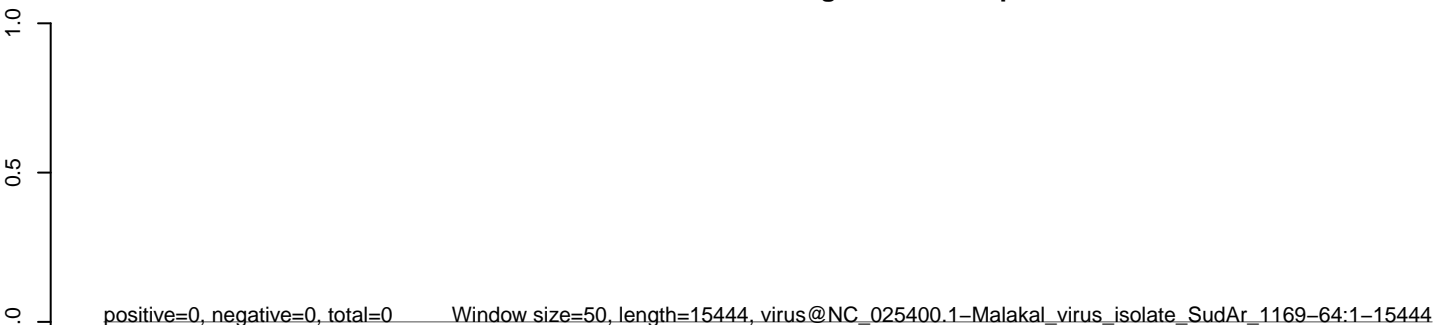 1.0
0.5
.0
positive=0, negative=0, total=0 Window size=50, length=15444, virus@NC_025400.1–Malakal_virus_isolate_SudAr_1169–64:1–15444